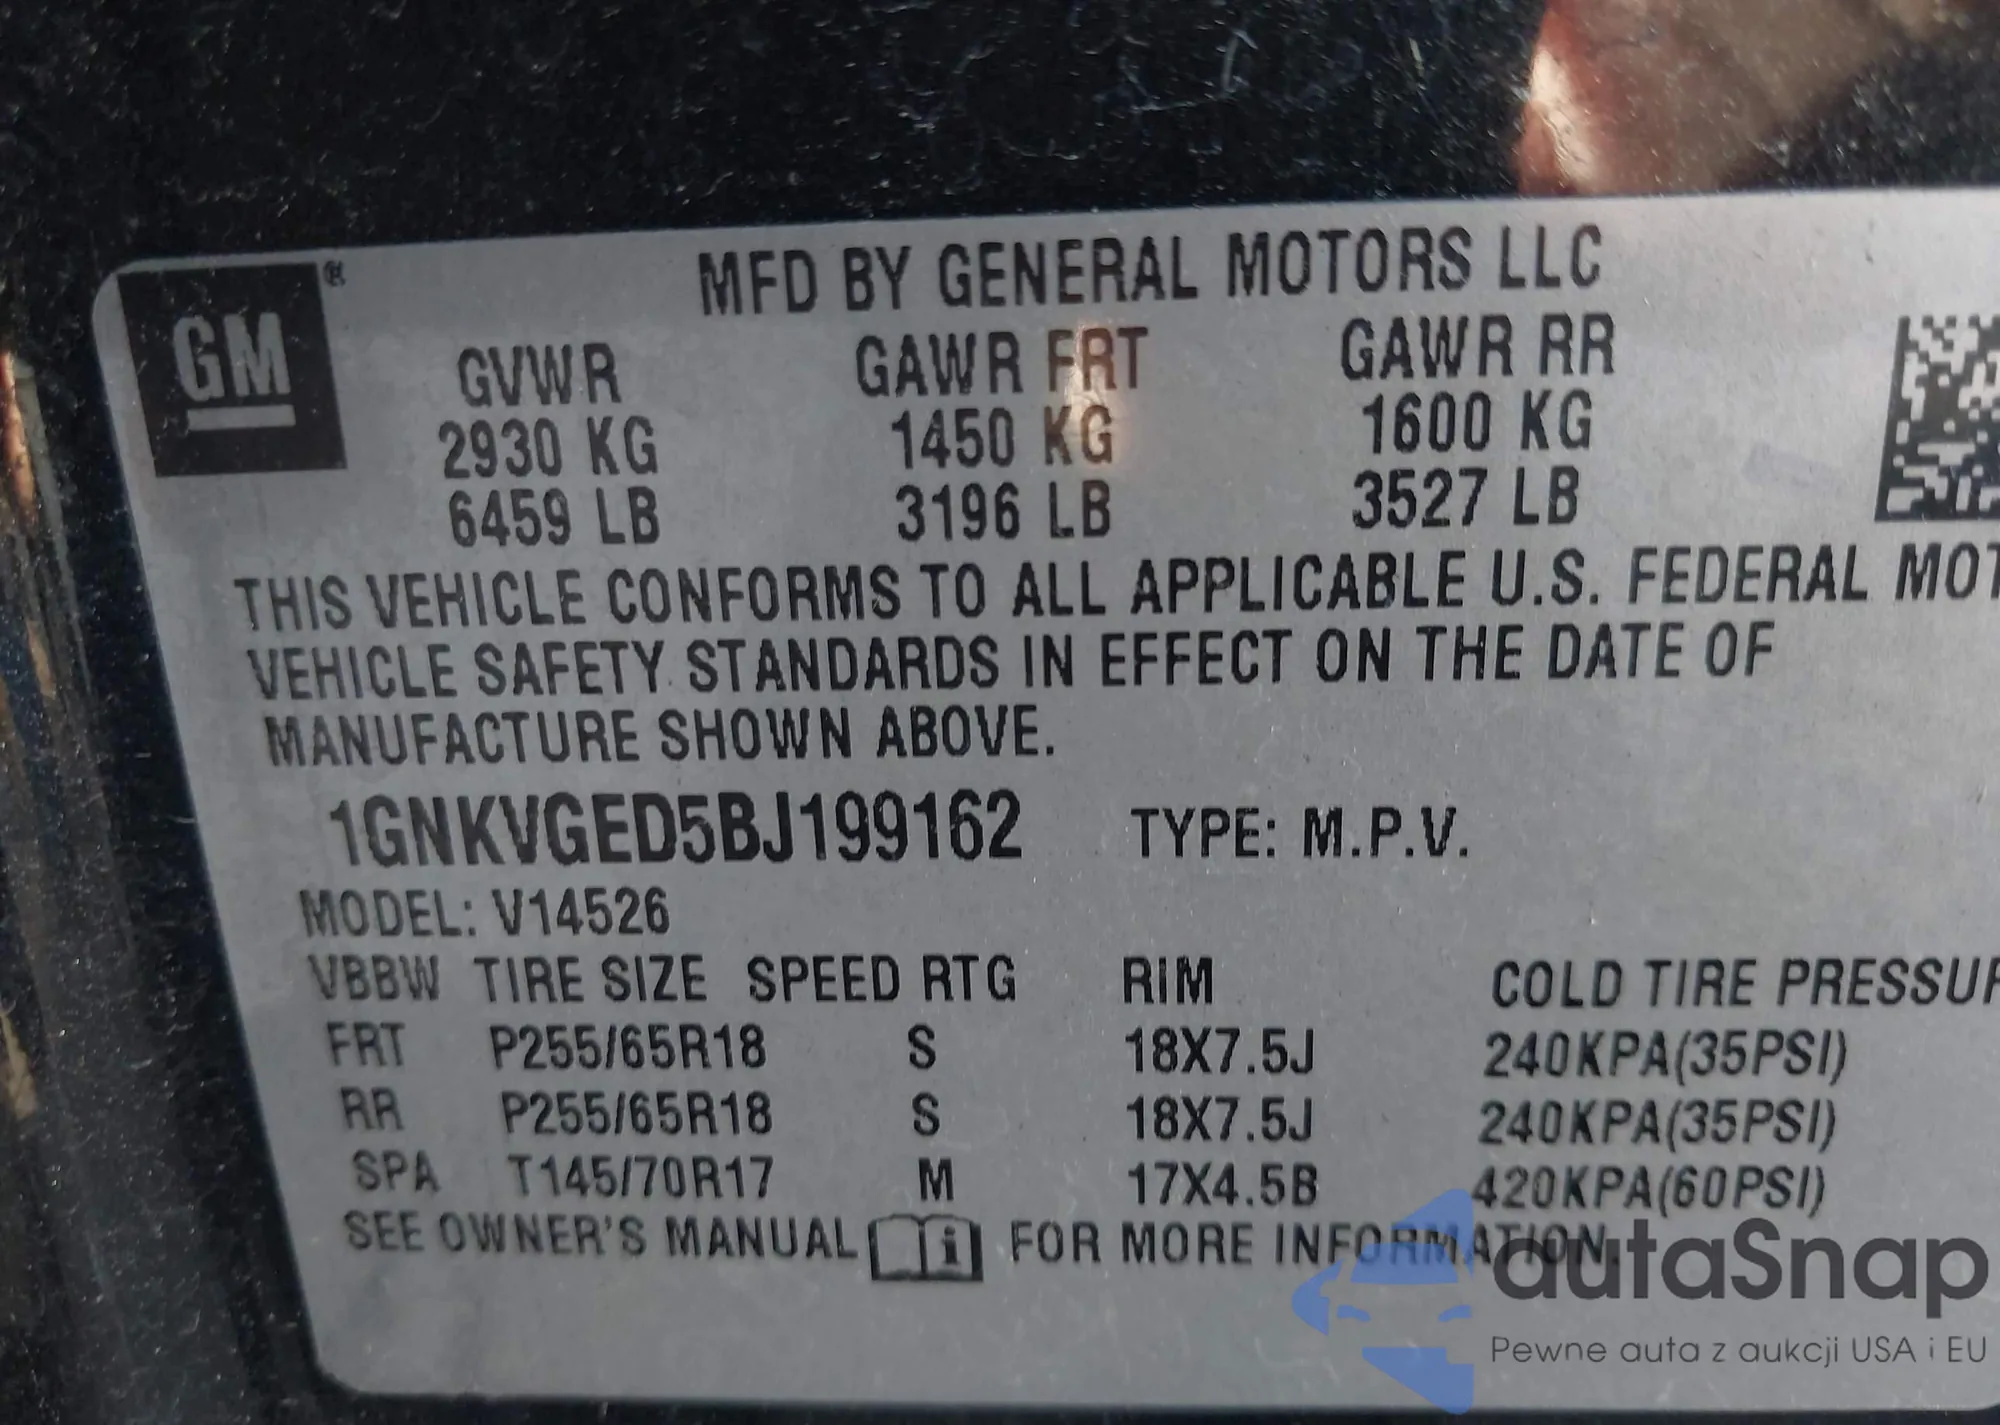 MFD BY GENERAL MOTORS LLC
GM ®
GVWR GAWR FRT GAWR RR
2930 KG 1450 KG 1600 KG
6459 LB 3196 LB 3527 LB
THIS VEHICLE CONFORMS TO ALL APPLICABLE U.S. FEDERAL MOT
VEHICLE SAFETY STANDARDS IN EFFECT ON THE DATE OF
MANUFACTURE SHOWN ABOVE.
1GNKVGED5BJ199162 TYPE: M.P.V.
MODEL: V14526
VBBW TIRE SIZE SPEED RTG RIM COLD TIRE PRESSUR
FRT P255/65R18 S 18X7.5J 240KPA(35PSI)
RR P255/65R18 S 18X7.5J 240KPA(35PSI)
SPA T145/70R17 M 17X4.5B 420KPA(60PSI)
SEE OWNER'S MANUAL i FOR MORE INFORMATION.
autaSnap
Pewne auta z aukcji USA i EU